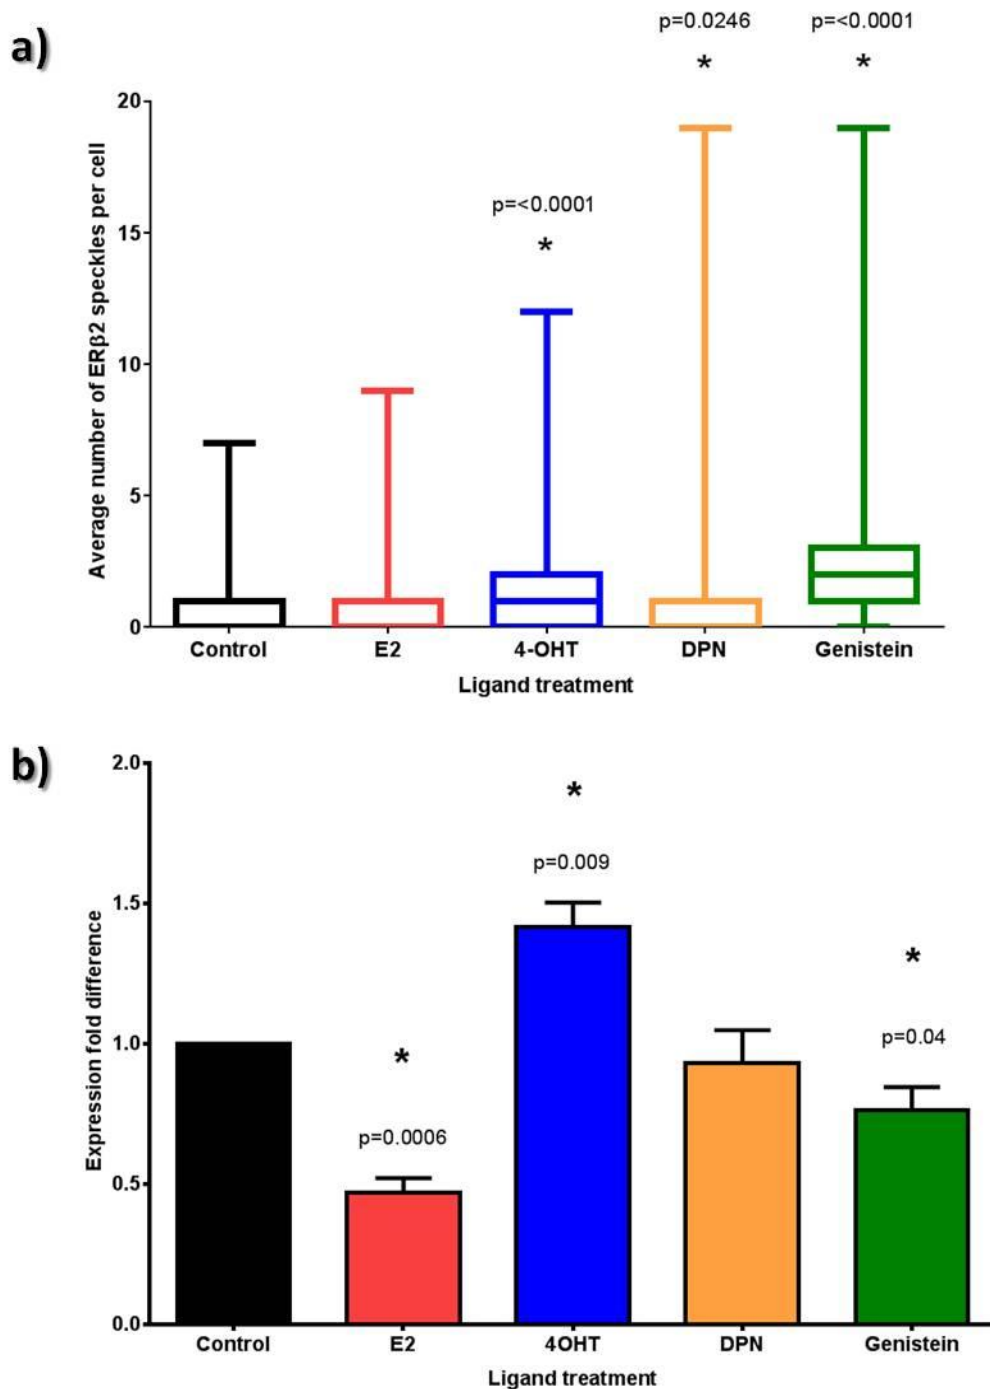 a)
p=0.0246 p=<0.0001
* *
20
p=<0.0001
15
*
10
5
0
Average number of ERβ2 speckles per cell
Control E2 4-OHT DPN Genistein
Ligand treatment
b)
2.0
*
p=0.009
1.5
*
p=0.04
1.0
*
p=0.0006
0.5
0.0
Expression fold difference
Control E2 4OHT DPN Genistein
Ligand treatment